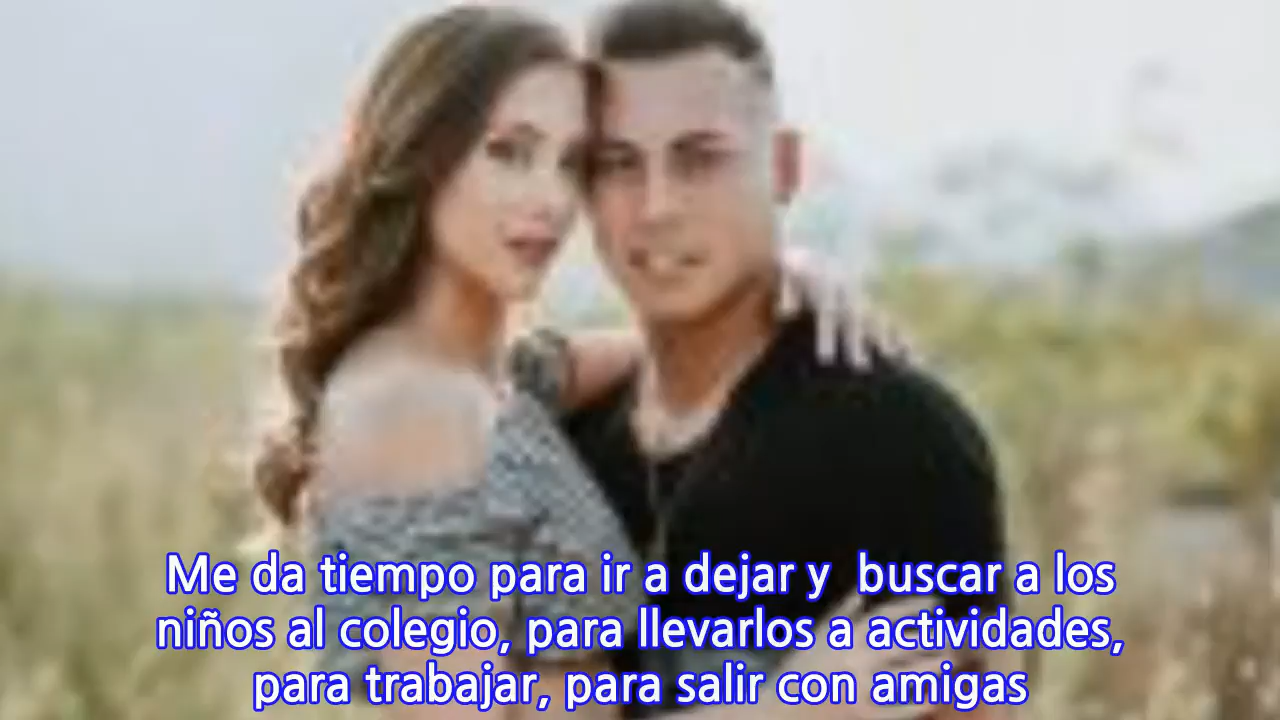 Me da tiempo para ir a dejar y  buscar a los
niños al colegio, para llevarlos a actividades,
para trabajar, para salir con amigas